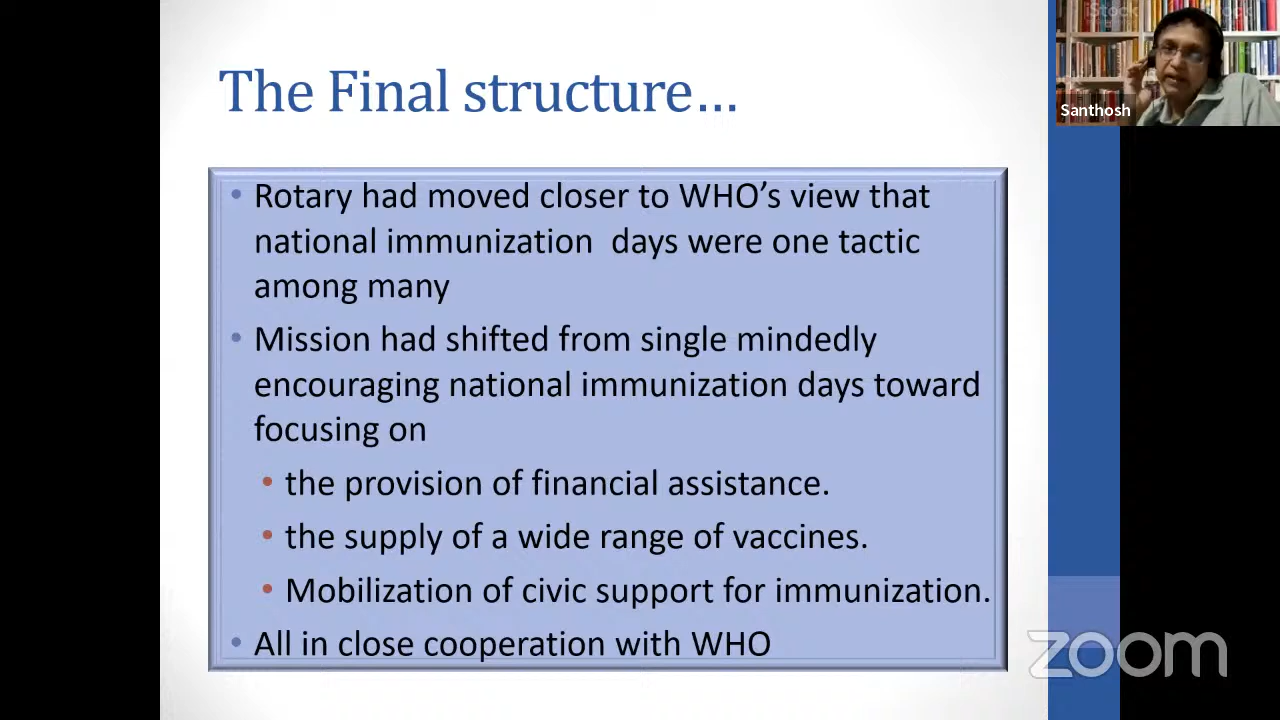 The Final structure…
• Rotary had moved closer to WHO’s view that
national immunization days were one tactic
among many
• Mission had shifted from single mindedly
encouraging national immunization days toward
focusing on
• the provision of financial assistance.
• the supply of a wide range of vaccines.
• Mobilization of civic support for immunization.
• All in close cooperation with WHO
iStock
Santhosh
zoom